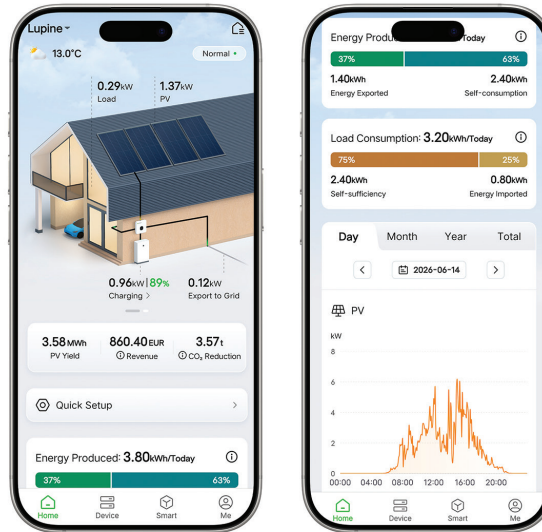 Lupine
13.0°C
Normal
0.29kW
Load
1.37kW
PV
0.96kW|89%
Charging >
0.12kW
Export to Grid
3.58 MWh
PV Yield
860.40 EUR
Revenue
3.57 t
CO₂ Reduction
Quick Setup
Energy Produced: 3.80kWh/Today
37% 63%
Home Device Smart Me
Energy /Today
37% 63%
1.40kWh 2.40kWh
Energy Exported Self-consumption
Load Consumption: 3.20kWh/Today
75% 25%
2.40kWh 0.80kWh
Self-sufficiency Energy Imported
Day Month Year Total
< 2026-06-14 >
PV
kW
8
6
4
2
0
00:00 04:00 08:00 12:00 16:00 20:00
Home Device Smart Me